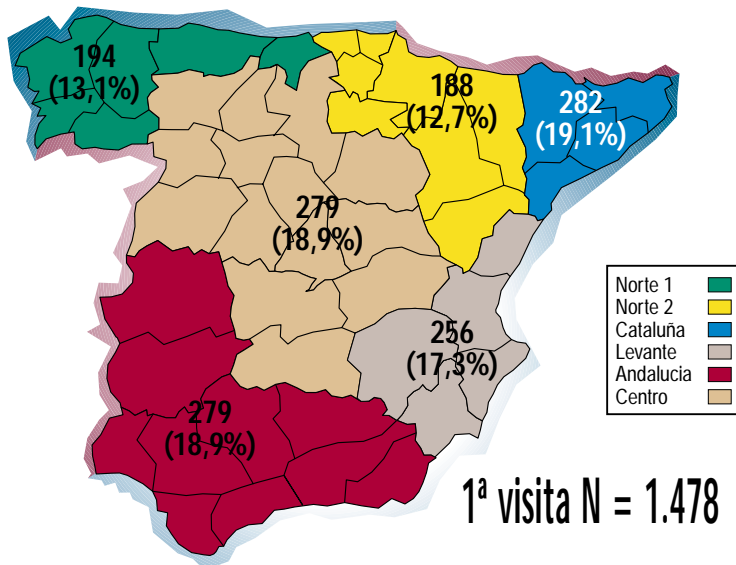 194
(13,1%)
188
(12,7%)
282
(19,1%)
279
(18,9%)
256
(17,3%)
279
(18,9%)
Norte 1
Norte 2
Cataluña
Levante
Andalucia
Centro
1ª visita N = 1.478